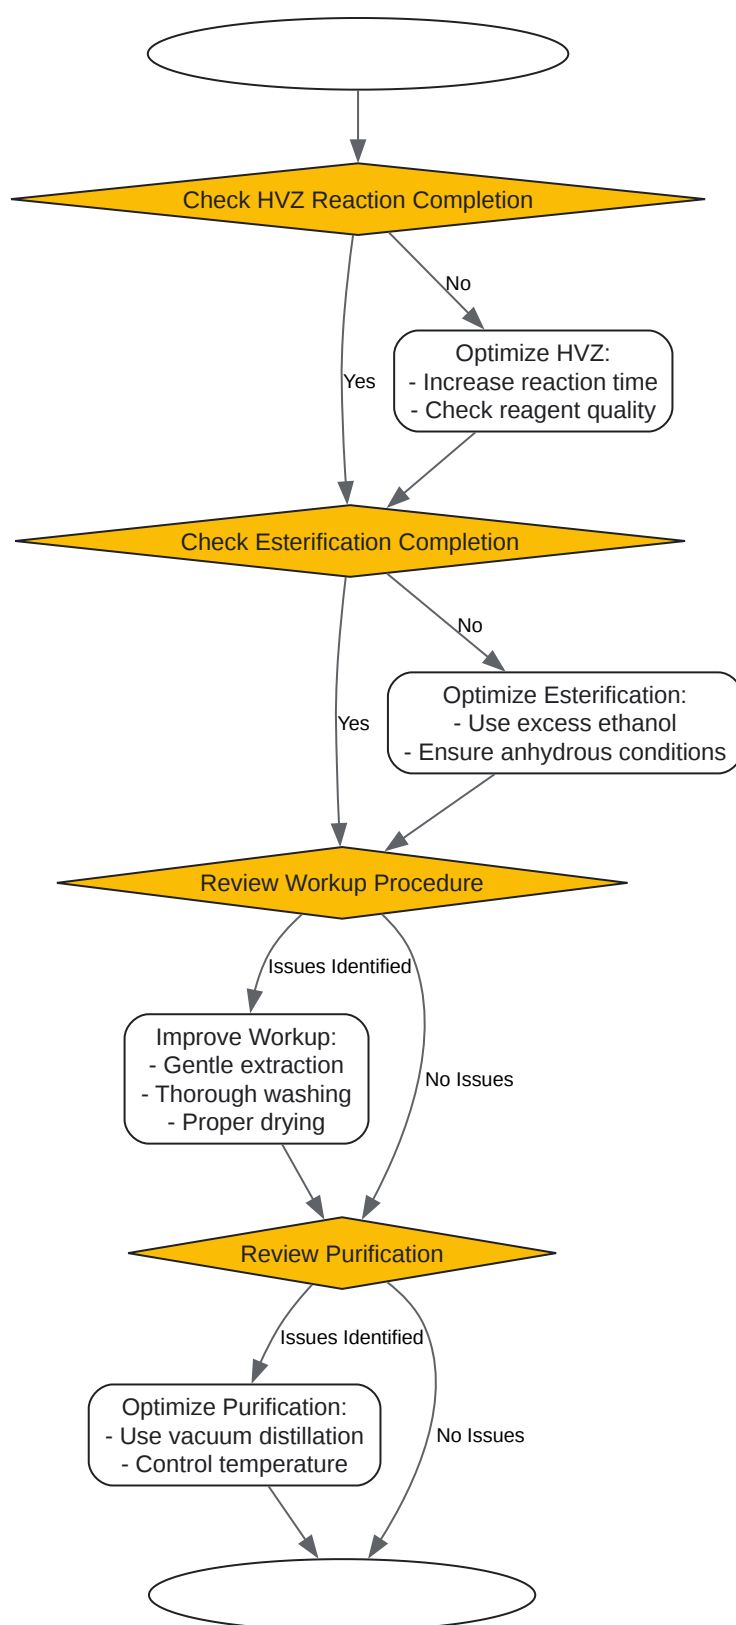 Check HVZ Reaction Completion
No
Optimize HVZ:
- Increase reaction time
- Check reagent quality
Yes
Check Esterification Completion
No
Optimize Esterification:
- Use excess ethanol
- Ensure anhydrous conditions
Yes
Review Workup Procedure
Issues Identified
Improve Workup:
- Gentle extraction
- Thorough washing
- Proper drying
No Issues
Review Purification
Issues Identified
Optimize Purification:
- Use vacuum distillation
- Control temperature
No Issues